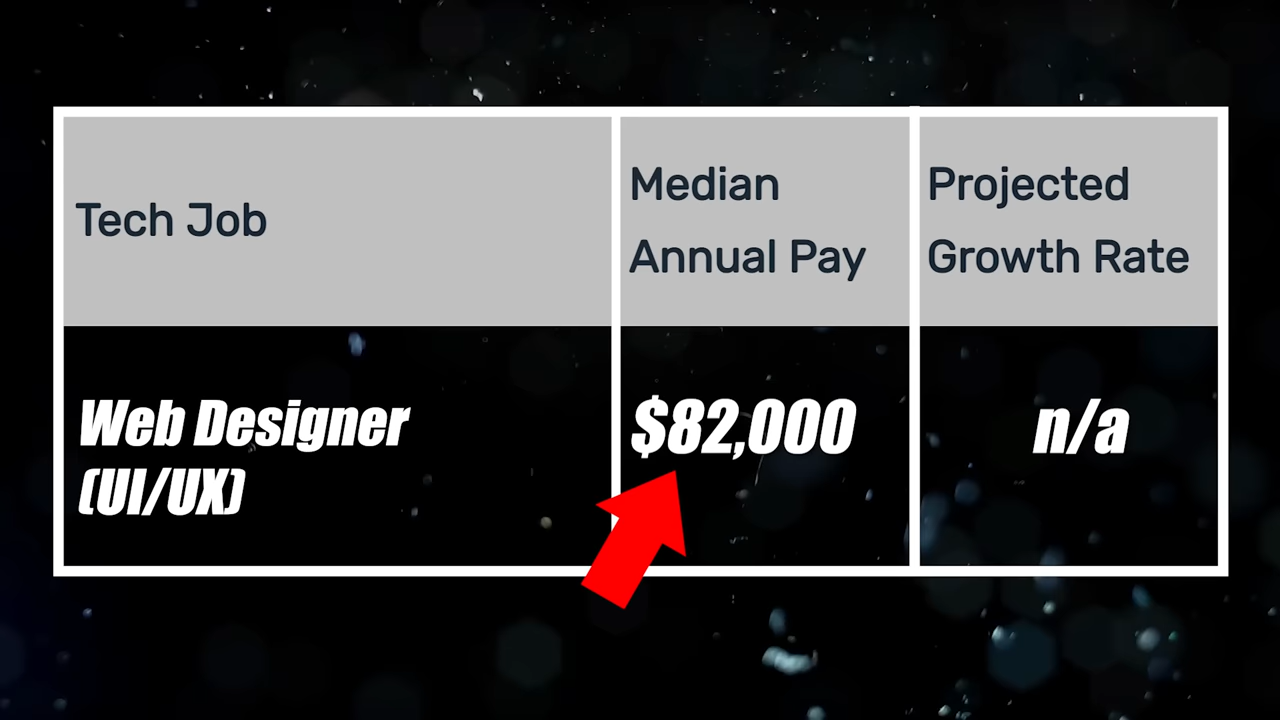 Tech Job
Median
Annual Pay
Projected
Growth Rate
Web Designer
(UI/UX)
$82,000
n/a